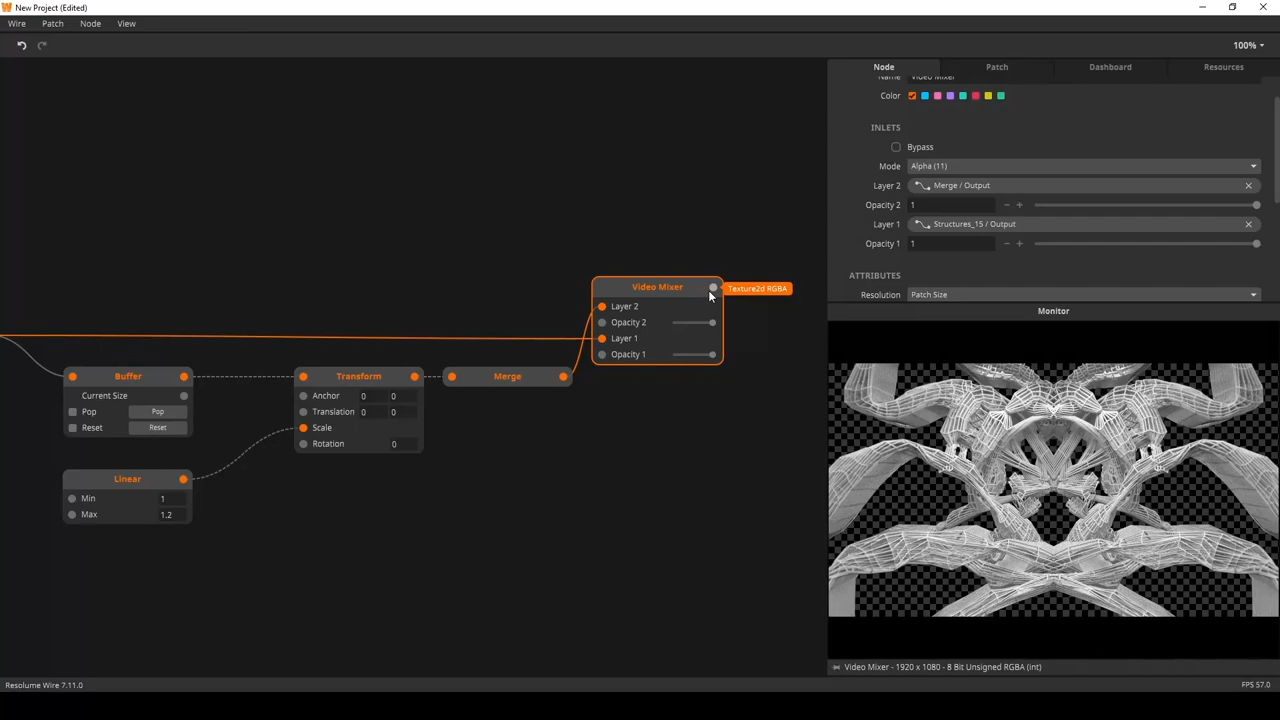 New Project (Edited)
Wire Patch Node View
100%
Node Patch Dashboard Resources
Name Video Mixer
Color
INLETS
Bypass
Mode Alpha (11)
Layer 2 Merge / Output
Opacity 2 1 − +
Layer 1 Structures_15 / Output
Opacity 1 1 − +
ATTRIBUTES
Resolution Patch Size
Monitor
Video Mixer
Texture2d RGBA
Layer 2
Opacity 2
Layer 1
Opacity 1
Buffer
Current Size
Pop Pop
Reset Reset
Transform
Anchor 0 0
Translation 0 0
Scale
Rotation 0
Merge
Linear
Min 1
Max 1.2
Video Mixer - 1920 x 1080 - 8 Bit Unsigned RGBA (int)
Resolume Wire 7.11.0
FPS 57.0